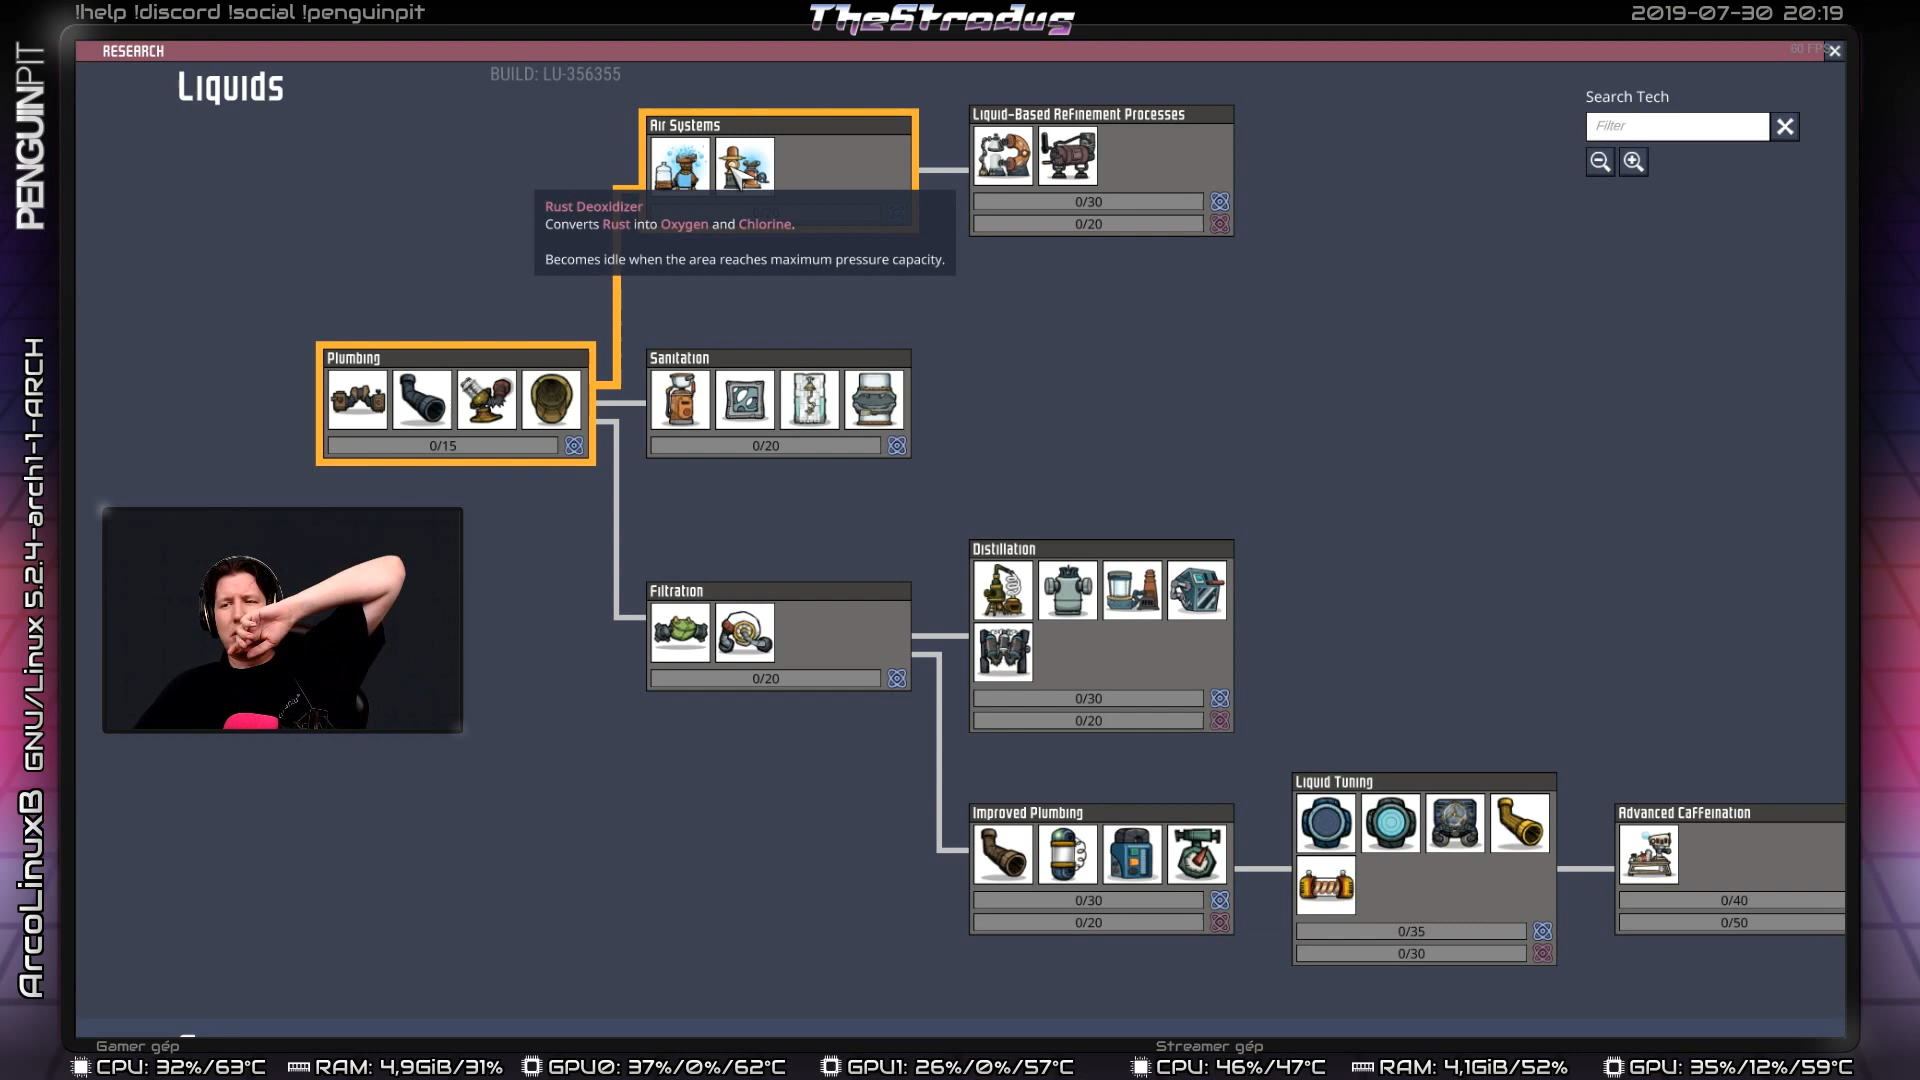 !help !discord !social !penguinpit
TheStradus
2019-07-30 20:19
PENGUINPIT
ArcoLinuxB GNU/Linux 5.2.4-arch1-1-ARCH
RESEARCH
60 FPS
Liquids
BUILD: LU-356355
Search Tech
Filter
Air Systems
Rust Deoxidizer
Converts Rust into Oxygen and Chlorine.
Becomes idle when the area reaches maximum pressure capacity.
Liquid-Based Refinement Processes
0/30
0/20
Plumbing
0/15
Sanitation
0/20
Filtration
0/20
Distillation
0/30
0/20
Improved Plumbing
0/30
0/20
Liquid Tuning
0/35
0/30
Advanced Caffeination
0/40
0/50
Gamer gép
CPU: 32%/63°C RAM: 4,9GiB/31% GPU0: 37%/0%/62°C GPU1: 26%/0%/57°C
Streamer gép
CPU: 46%/47°C RAM: 4,1GiB/52% GPU: 35%/12%/59°C